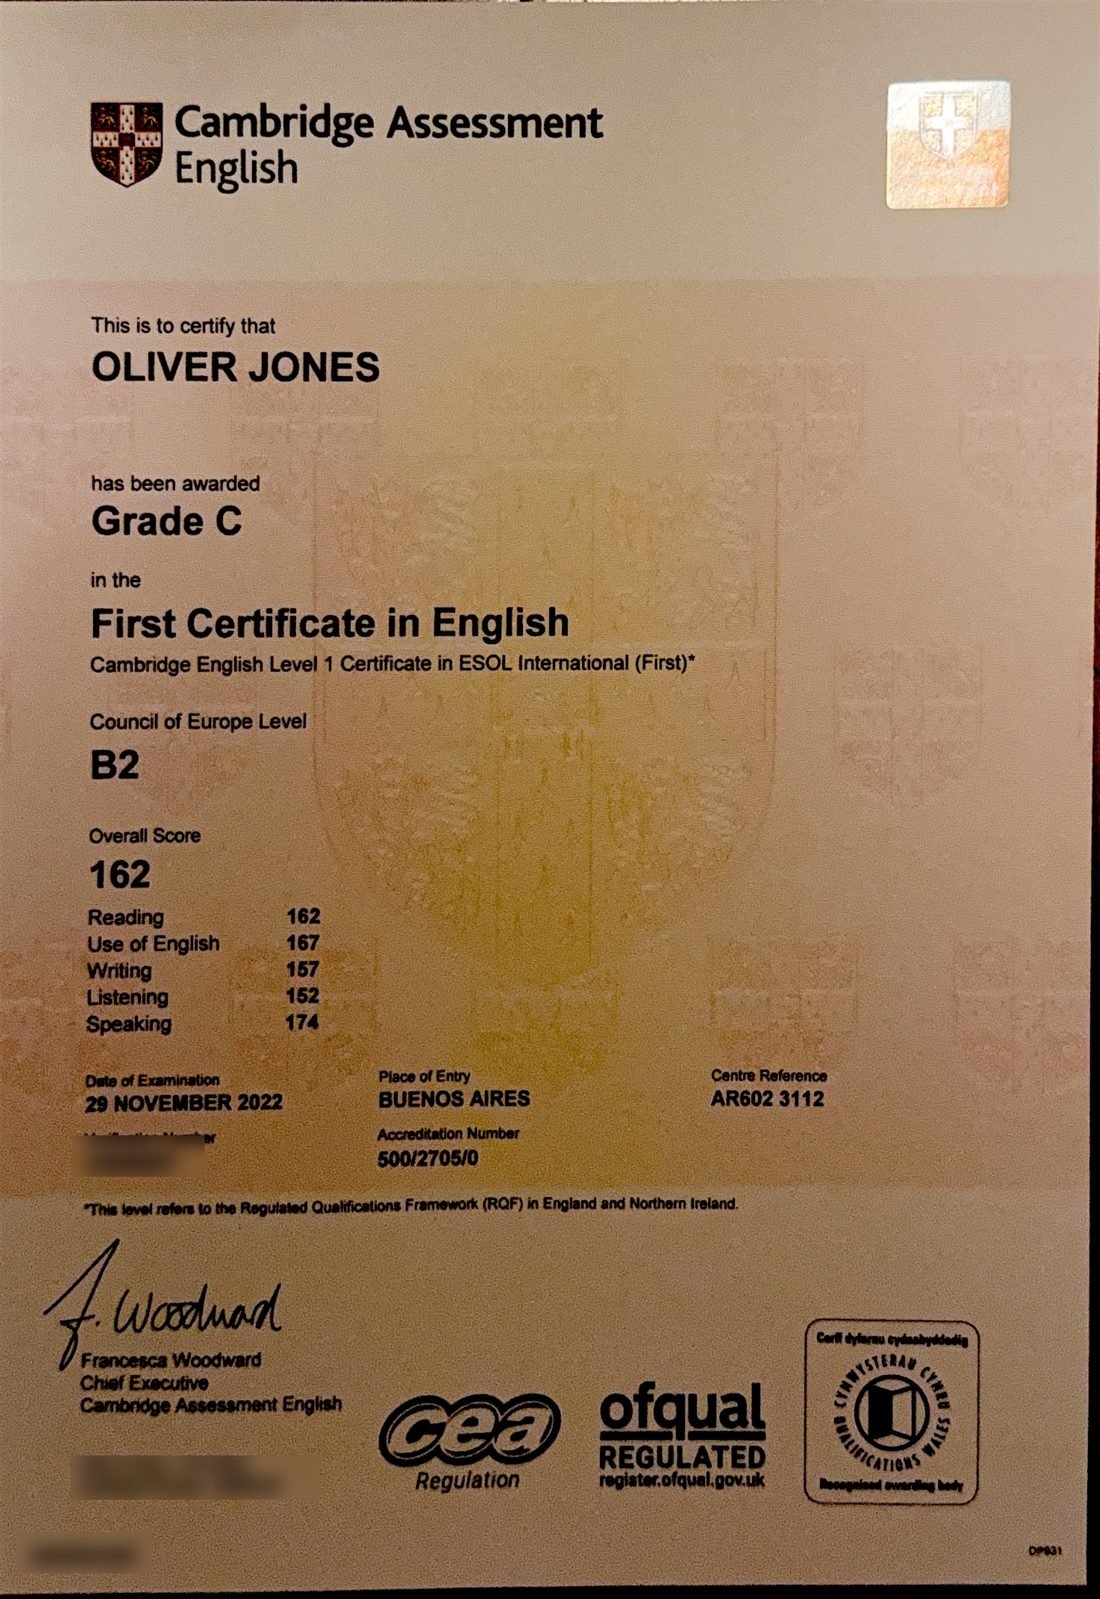 Cambridge Assessment
English
This is to certify that
OLIVER JONES
has been awarded
Grade C
in the
First Certificate in English
Cambridge English Level 1 Certificate in ESOL International (First)*
Council of Europe Level
B2
Overall Score
162
Reading 162
Use of English 167
Writing 157
Listening 152
Speaking 174
Date of Examination Place of Entry Centre Reference
29 NOVEMBER 2022 BUENOS AIRES AR602 3112
Accreditation Number
500/2705/0
*This level refers to the Regulated Qualifications Framework (RQF) in England and Northern Ireland.
F. Woodward
Francesca Woodward
Chief Executive
Cambridge Assessment English
cea
Regulation
ofqual
REGULATED
register.ofqual.gov.uk
Corff dyfarnu cydnabyddedig
CYMWYSTERAU CYMRU
QUALIFICATIONS WALES
Recognised awarding body
DP931